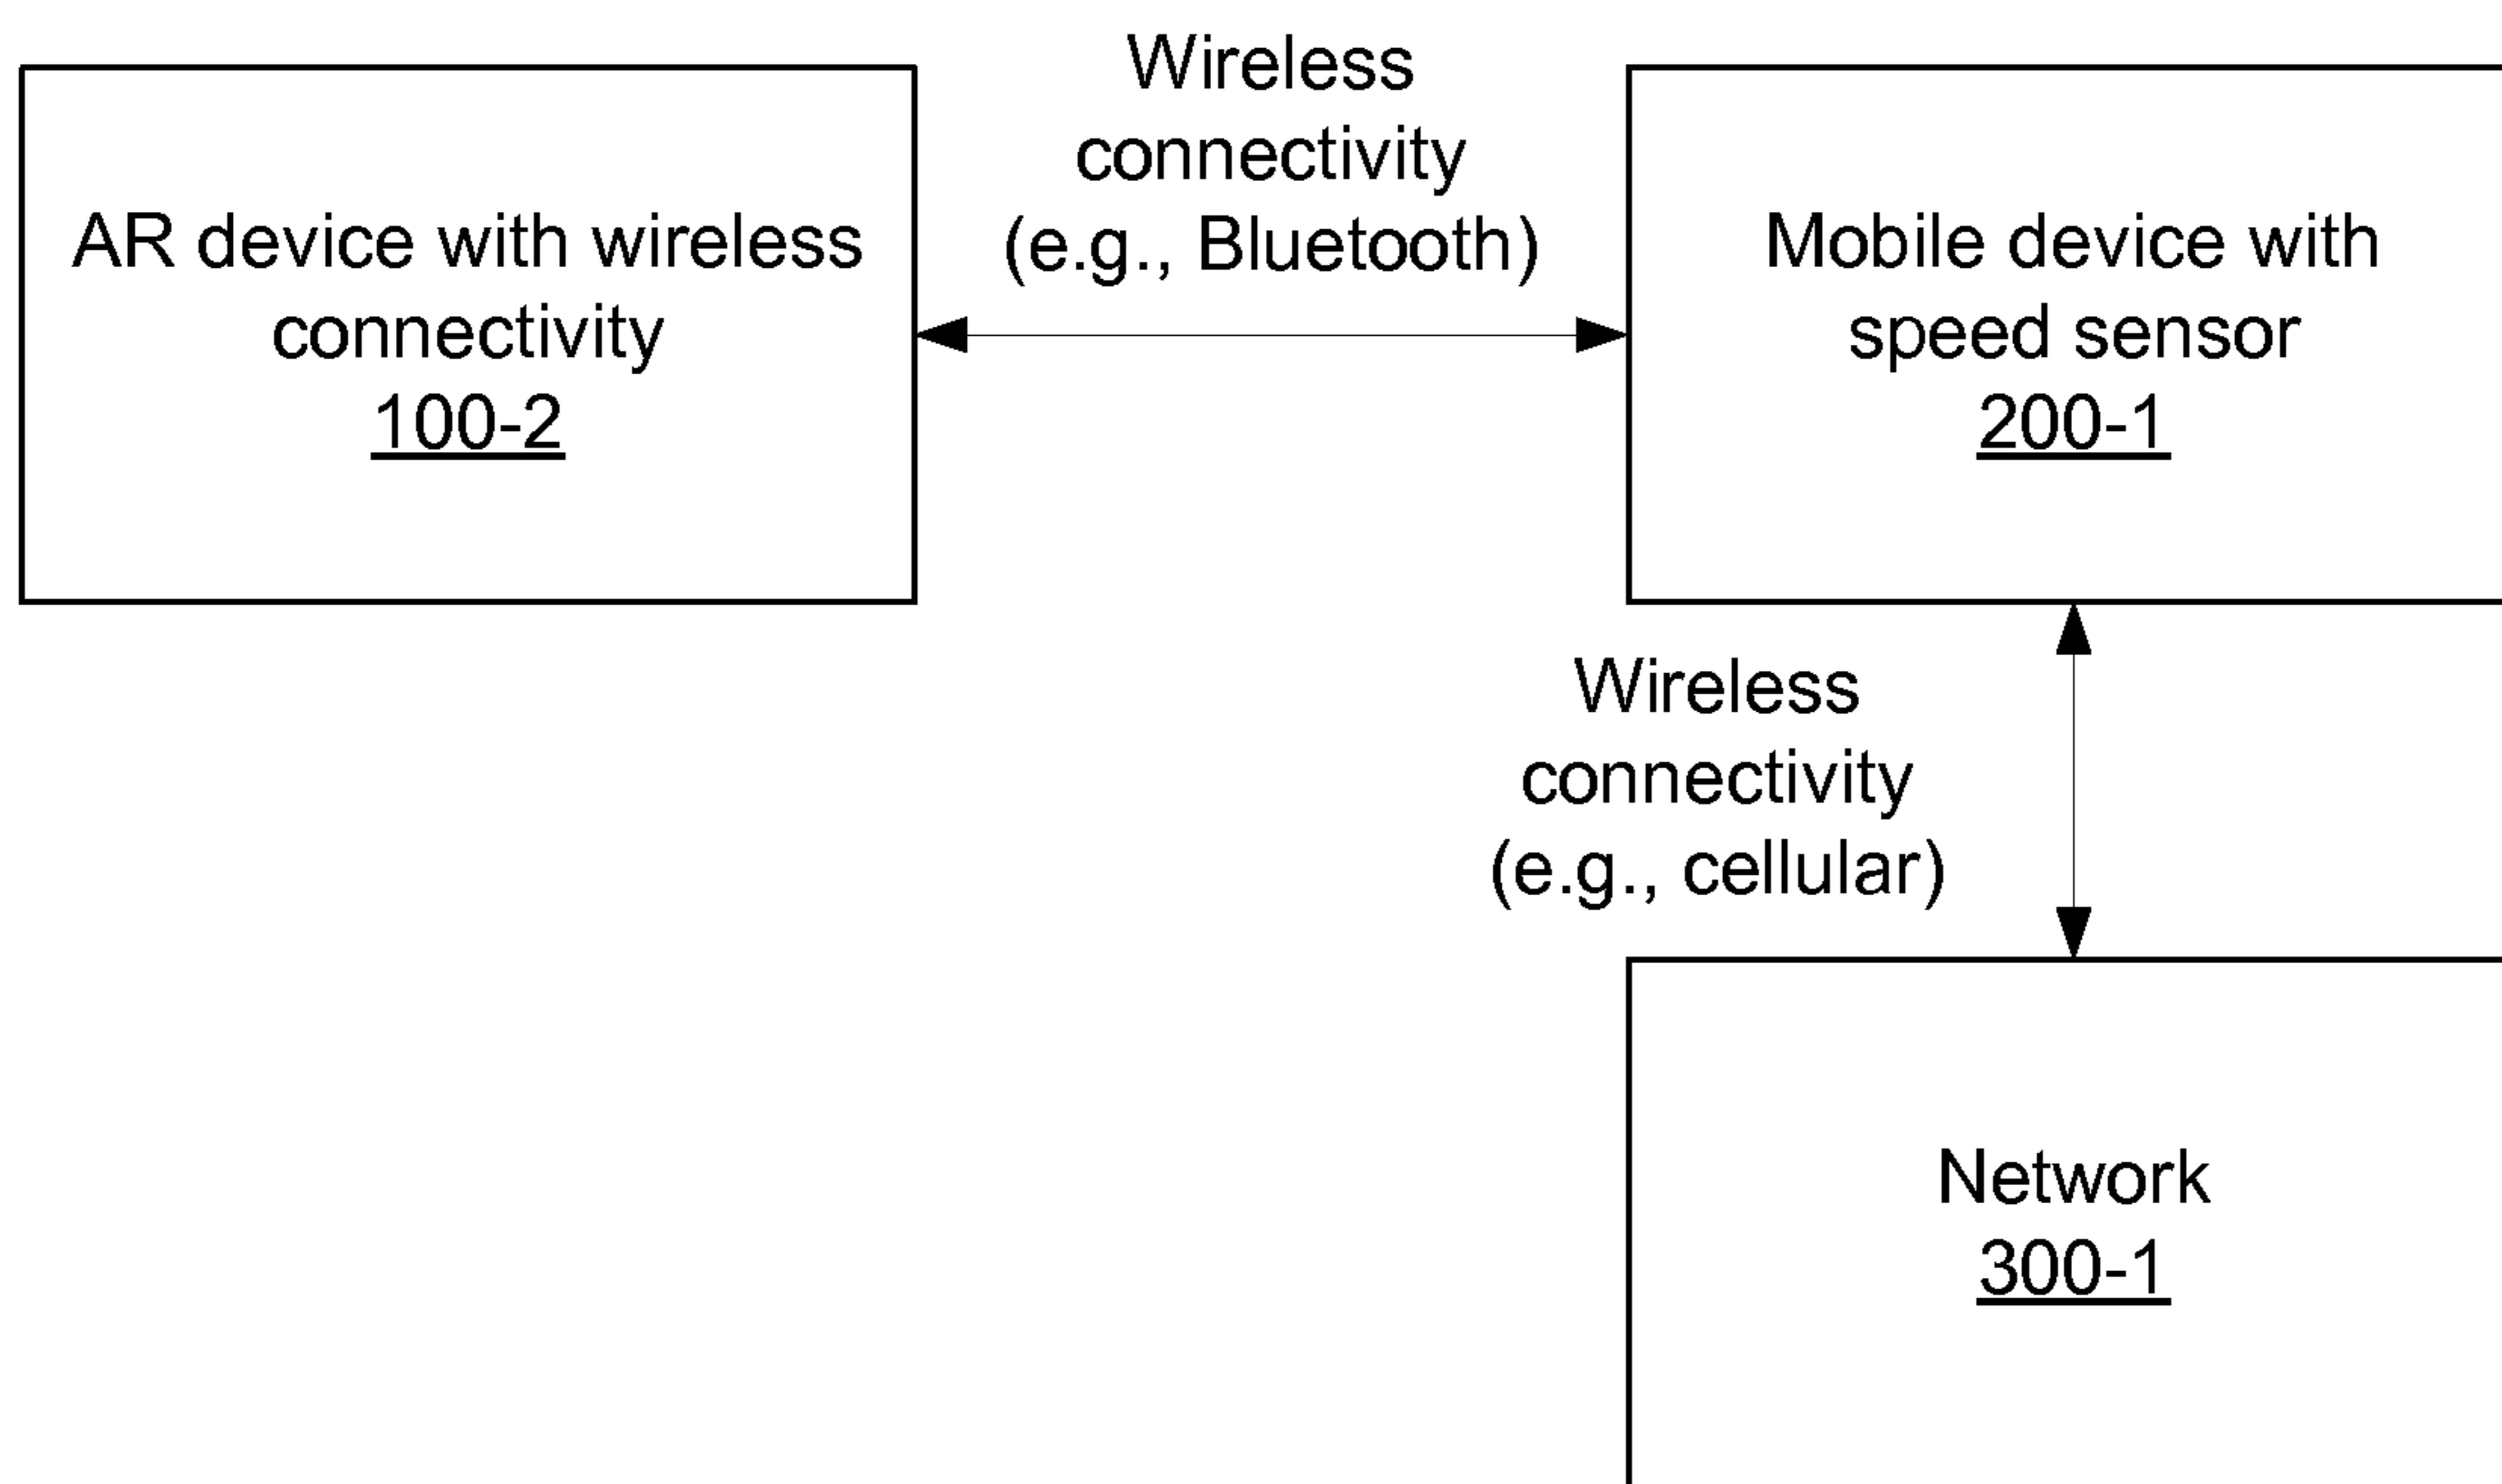 AR device with wireless
connectivity
100-2
Wireless
connectivity
(e.g., Bluetooth)
Mobile device with
speed sensor
200-1
Wireless
connectivity
(e.g., cellular)
Network
300-1